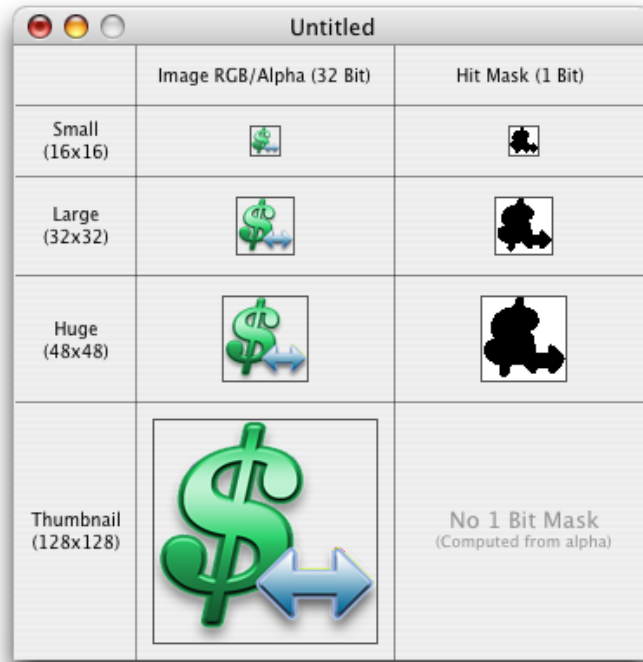 Untitled
Image RGB/Alpha (32 Bit)
Hit Mask (1 Bit)
Small
(16x16)
Large
(32x32)
Huge
(48x48)
Thumbnail
(128x128)
No 1 Bit Mask
(Computed from alpha)